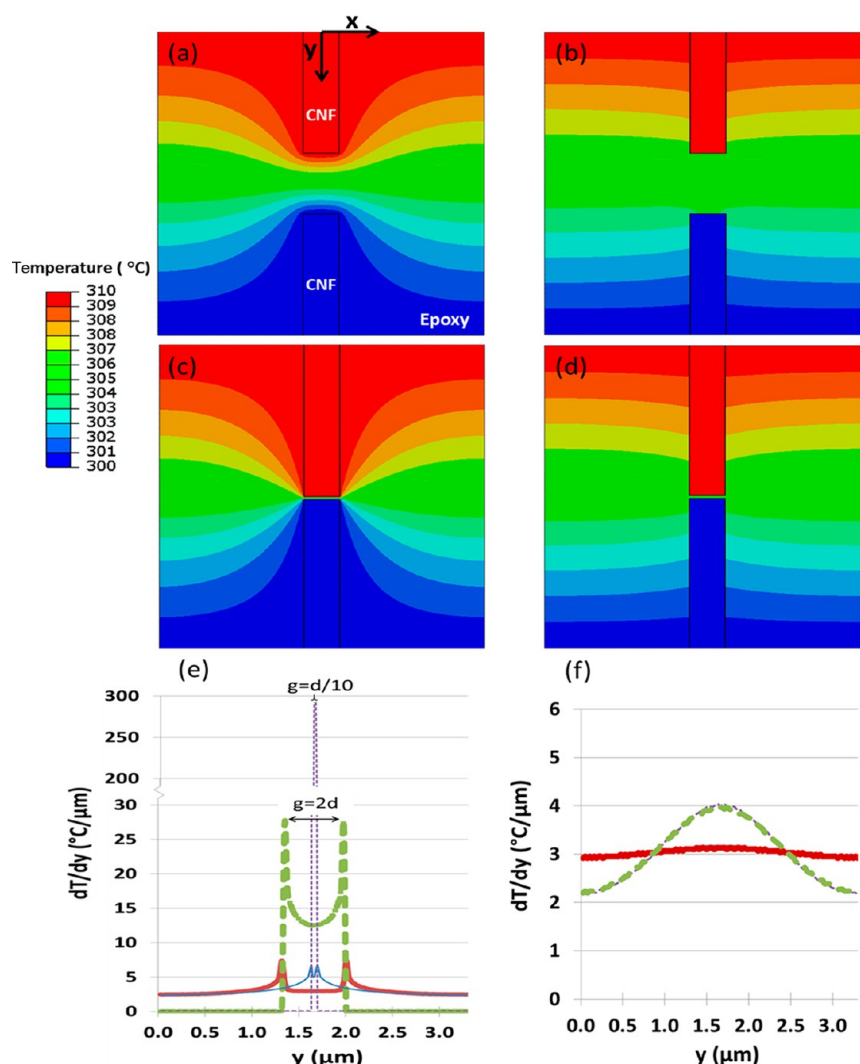 (a)
x
y
CNF
CNF
Epoxy
(b)
Temperature ( °C)
310
309
308
308
307
305
304
303
303
302
301
300
(c)
(d)
(e)
g=d/10
300
250
200
30
g=2d
25
20
15
10
5
0
dT/dy (°C/μm)
0.0 0.5 1.0 1.5 2.0 2.5 3.0
y (μm)
(f)
6
5
4
3
2
1
0
dT/dy (°C/μm)
0.0 0.5 1.0 1.5 2.0 2.5 3.0
y (μm)